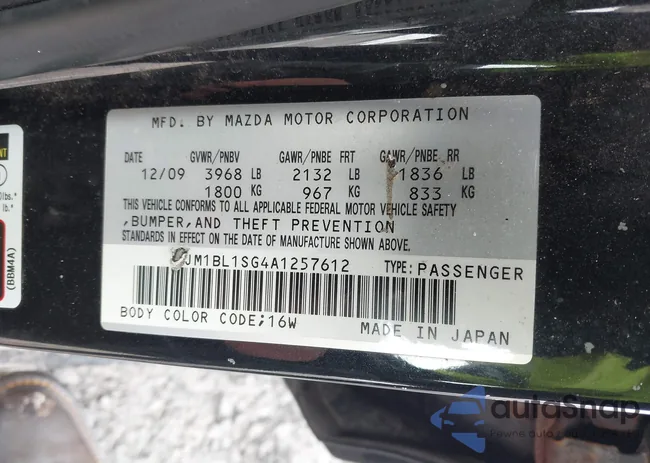 MFD. BY MAZDA MOTOR CORPORATION
DATE GVWR/PNBV GAWR/PNBE FRT GAWR/PNBE RR
12/09 3968 LB 2132 LB 1836 LB
1800 KG 967 KG 833 KG
THIS VEHICLE CONFORMS TO ALL APPLICABLE FEDERAL MOTOR VEHICLE SAFETY
,BUMPER,AND THEFT PREVENTION
STANDARDS IN EFFECT ON THE DATE OF MANUFACTURE SHOWN ABOVE.
JM1BL1SG4A1257612 TYPE:PASSENGER
BODY COLOR CODE;16W MADE IN JAPAN
(BBM4A)
autoSnap